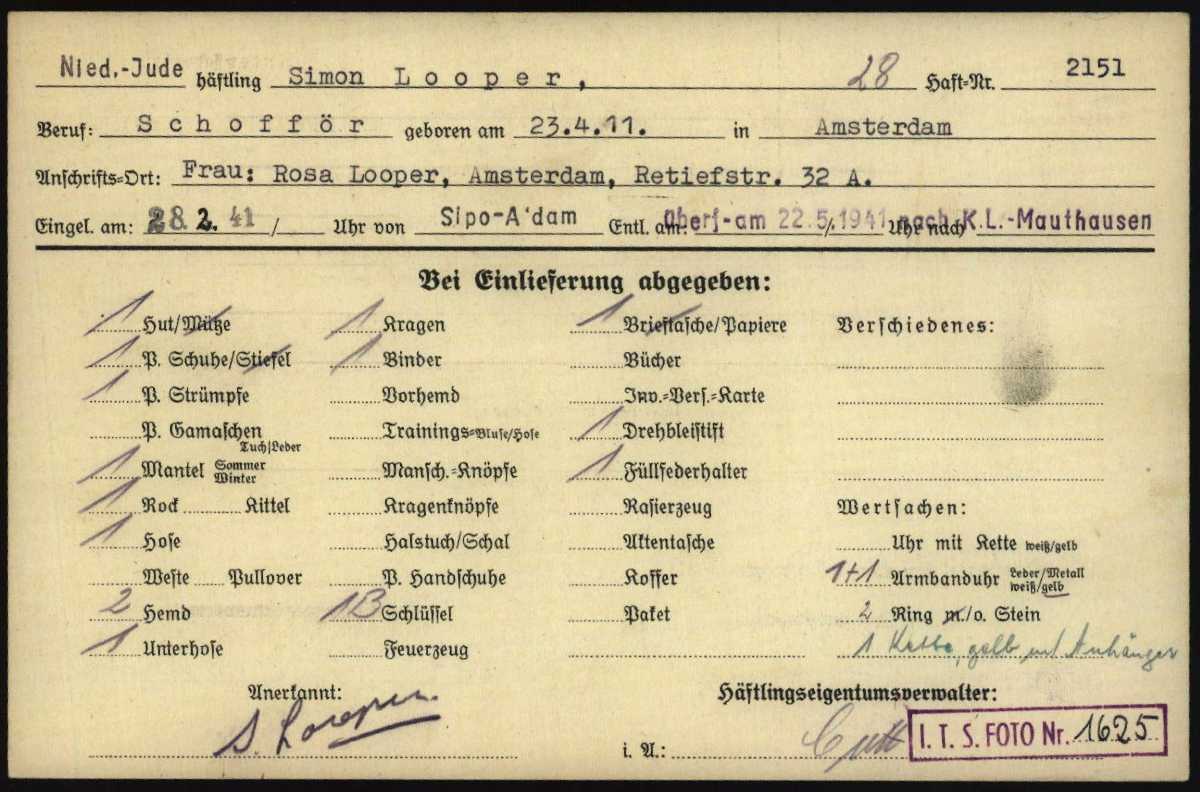 Nied.-Jude häftling Simon Looper, 28 Haft-Nr. 2151
Beruf: Schofför geboren am 23.4.11. in Amsterdam
Anschrifts-Ort: Frau: Rosa Looper, Amsterdam, Retiefstr. 32 A.
Eingel. am: 28.2.41 / Uhr von Sipo-A'dam Entl. am: überf-am 22.5.1941 / Uhr nach nach K.L.-Mauthausen
Bei Einlieferung abgegeben:
1 Hut/Mütze 1 Kragen 1 Brieftasche/Papiere Verschiedenes:
1 P. Schuhe/Stiefel 1 Binder Bücher
1 P. Strümpfe Vorhemd Inv.-Vers.-Karte
P. Gamaschen Tuch/Leder Trainings-Bluse/Hose 1 Drehbleistift
1 Mantel Sommer Winter Mansch.-Knöpfe 1 Füllfederhalter
1 Rock Kittel Kragenknöpfe Rasierzeug Wertsachen:
1 Hose Halstuch/Schal Aktentasche Uhr mit Kette weiß/gelb
Weste Pullover P. Handschuhe Koffer 1+1 Armbanduhr Leder/Metall weiß/gelb
2 Hemd 1B Schlüssel Paket 2 Ring m./o. Stein
1 Unterhose Feuerzeug 1 Kette, gelb, m/ Anhänger
Anerkannt: Häftlingseigentumsverwalter:
S. Looper. i. A.: I. T. S. FOTO Nr. 1625